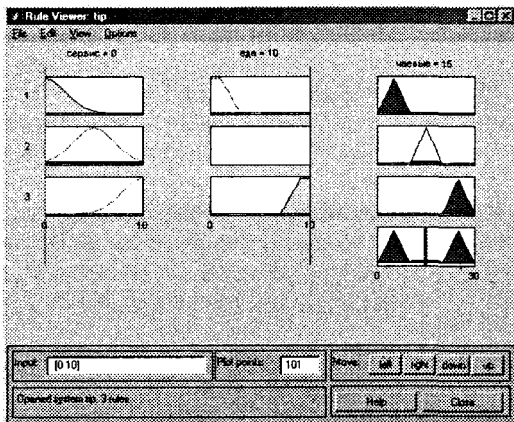 Rule Viewer: tip
File Edit View Options
сервис = 0
еда = 10
чаевые = 15
1
2
3
0 10
0 10
0 30
Input: [0 10]
Plot points: 101
Move: left right down up
Opened system tip, 3 rules
Help Close